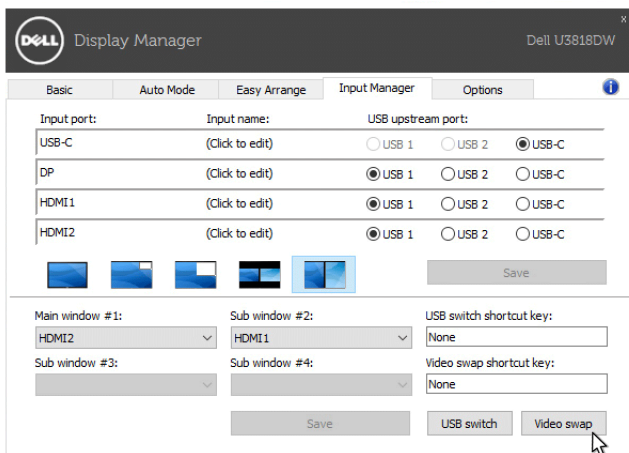 DELL Display Manager Dell U3818DW
x
Basic Auto Mode Easy Arrange Input Manager Options i
Input port: Input name: USB upstream port:
USB-C (Click to edit) USB 1 USB 2 USB-C
DP (Click to edit) USB 1 USB 2 USB-C
HDMI1 (Click to edit) USB 1 USB 2 USB-C
HDMI2 (Click to edit) USB 1 USB 2 USB-C
Save
Main window #1: Sub window #2: USB switch shortcut key:
HDMI2 HDMI1 None
Sub window #3: Sub window #4: Video swap shortcut key:
None
Save USB switch Video swap